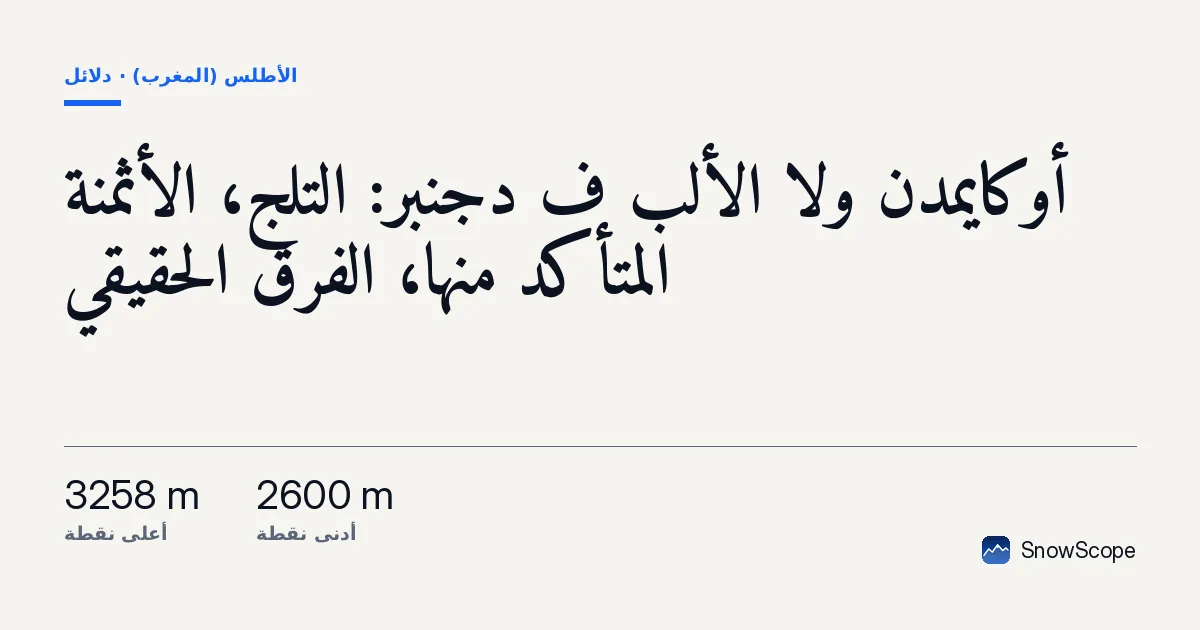 الأطلس (المغرب) · دلائل
أوكايمدن ولا الألب ف دجنبر: التلج، الأثمنة
المتأكد منها، الفرق الحقيقي
3258 m
أعلى نقطة
2600 m
أدنى نقطة
SnowScope